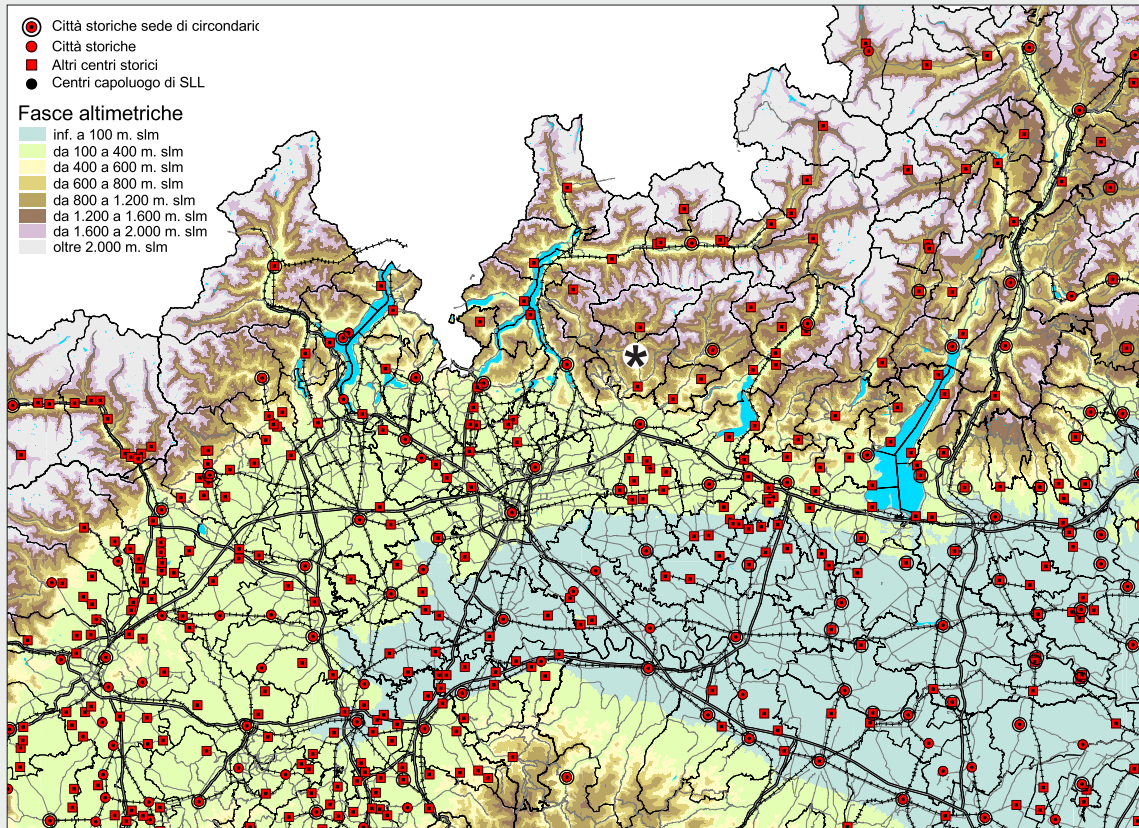 Città storiche sede di circondaric
Città storiche
Altri centri storici
Centri capoluogo di SLL
Fasce altimetriche
inf. a 100 m. slm
da 100 a 400 m. slm
da 400 a 600 m. slm
da 600 a 800 m. slm
da 800 a 1.200 m. slm
da 1.200 a 1.600 m. slm
da 1.600 a 2.000 m. slm
oltre 2.000 m. slm
*